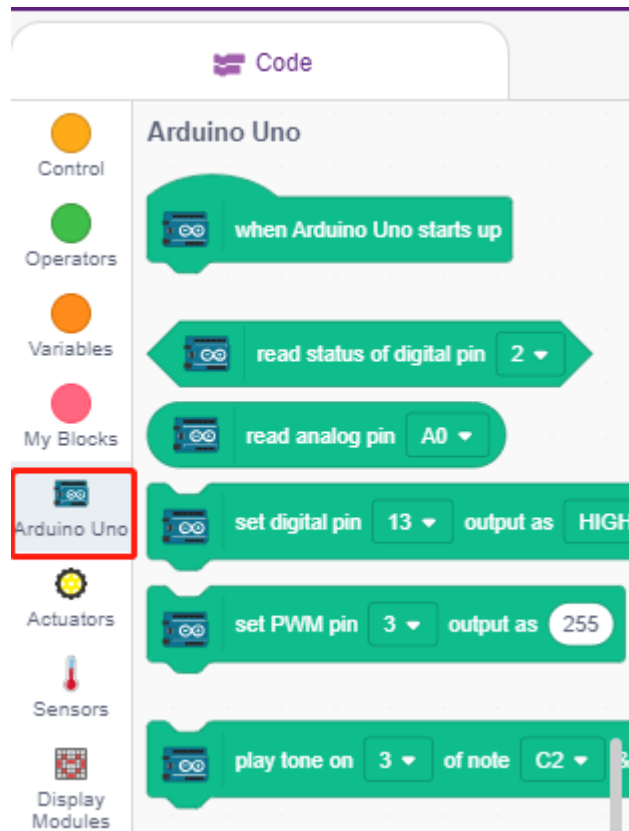 Code
Control
Operators
Variables
My Blocks
Arduino Uno
Actuators
Sensors
Display
Modules
Arduino Uno
when Arduino Uno starts up
read status of digital pin 2
read analog pin A0
set digital pin 13 output as HIGH
set PWM pin 3 output as 255
play tone on 3 of note C2 &